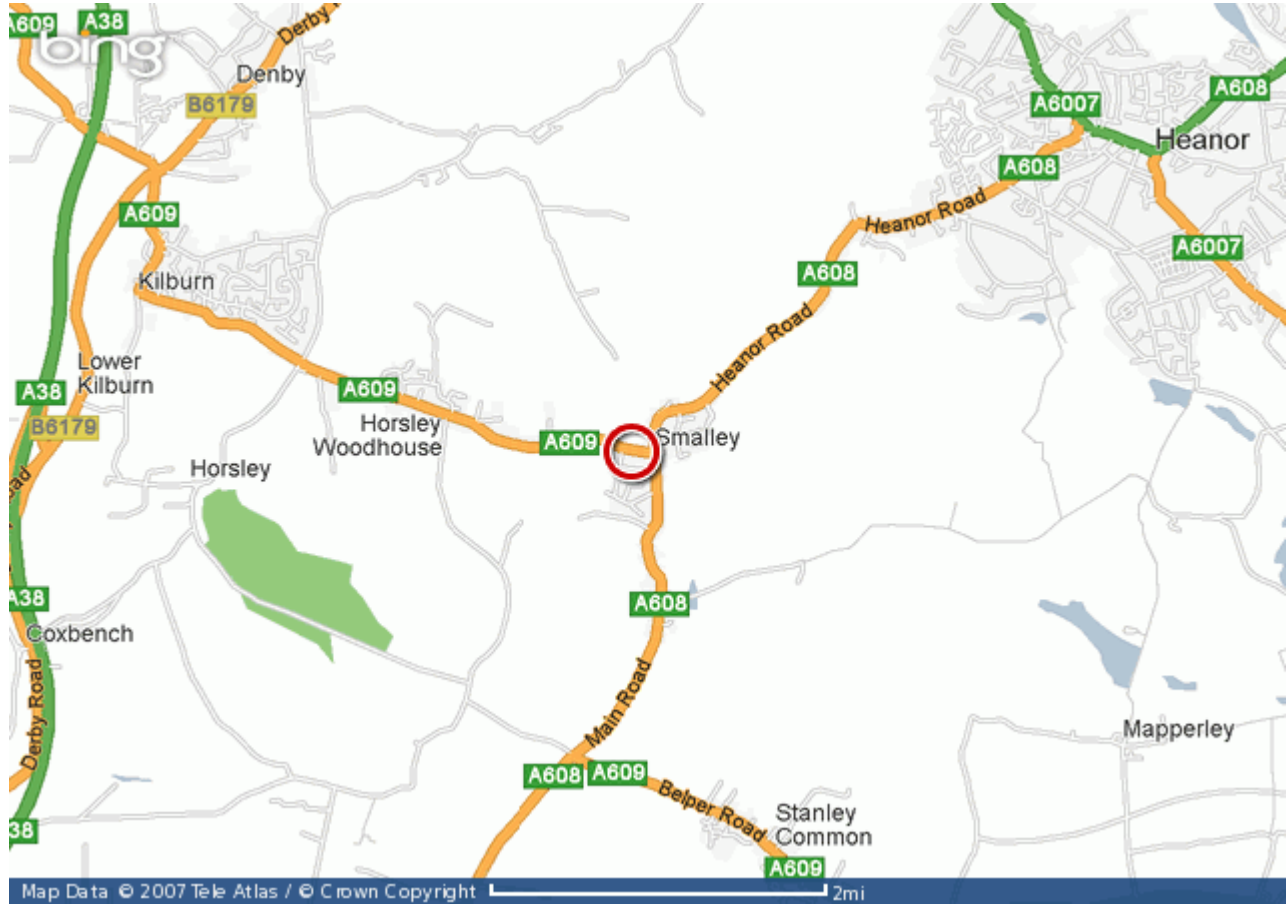 A609
A38
Derby
bing
Denby
B6179
A608
A6007
Heanor
A608
A609
Heanor Road
A6007
Kilburn
A608
Heanor Road
Lower
Kilburn
A38
A609
B6179
Horsley
Woodhouse
A609
Smalley
Horsley
A38
A608
Coxbench
Derby Road
Main Road
Mapperley
A608
A609
Belper Road
Stanley
Common
38
A609
Map Data © 2007 Tele Atlas / © Crown Copyright
2mi